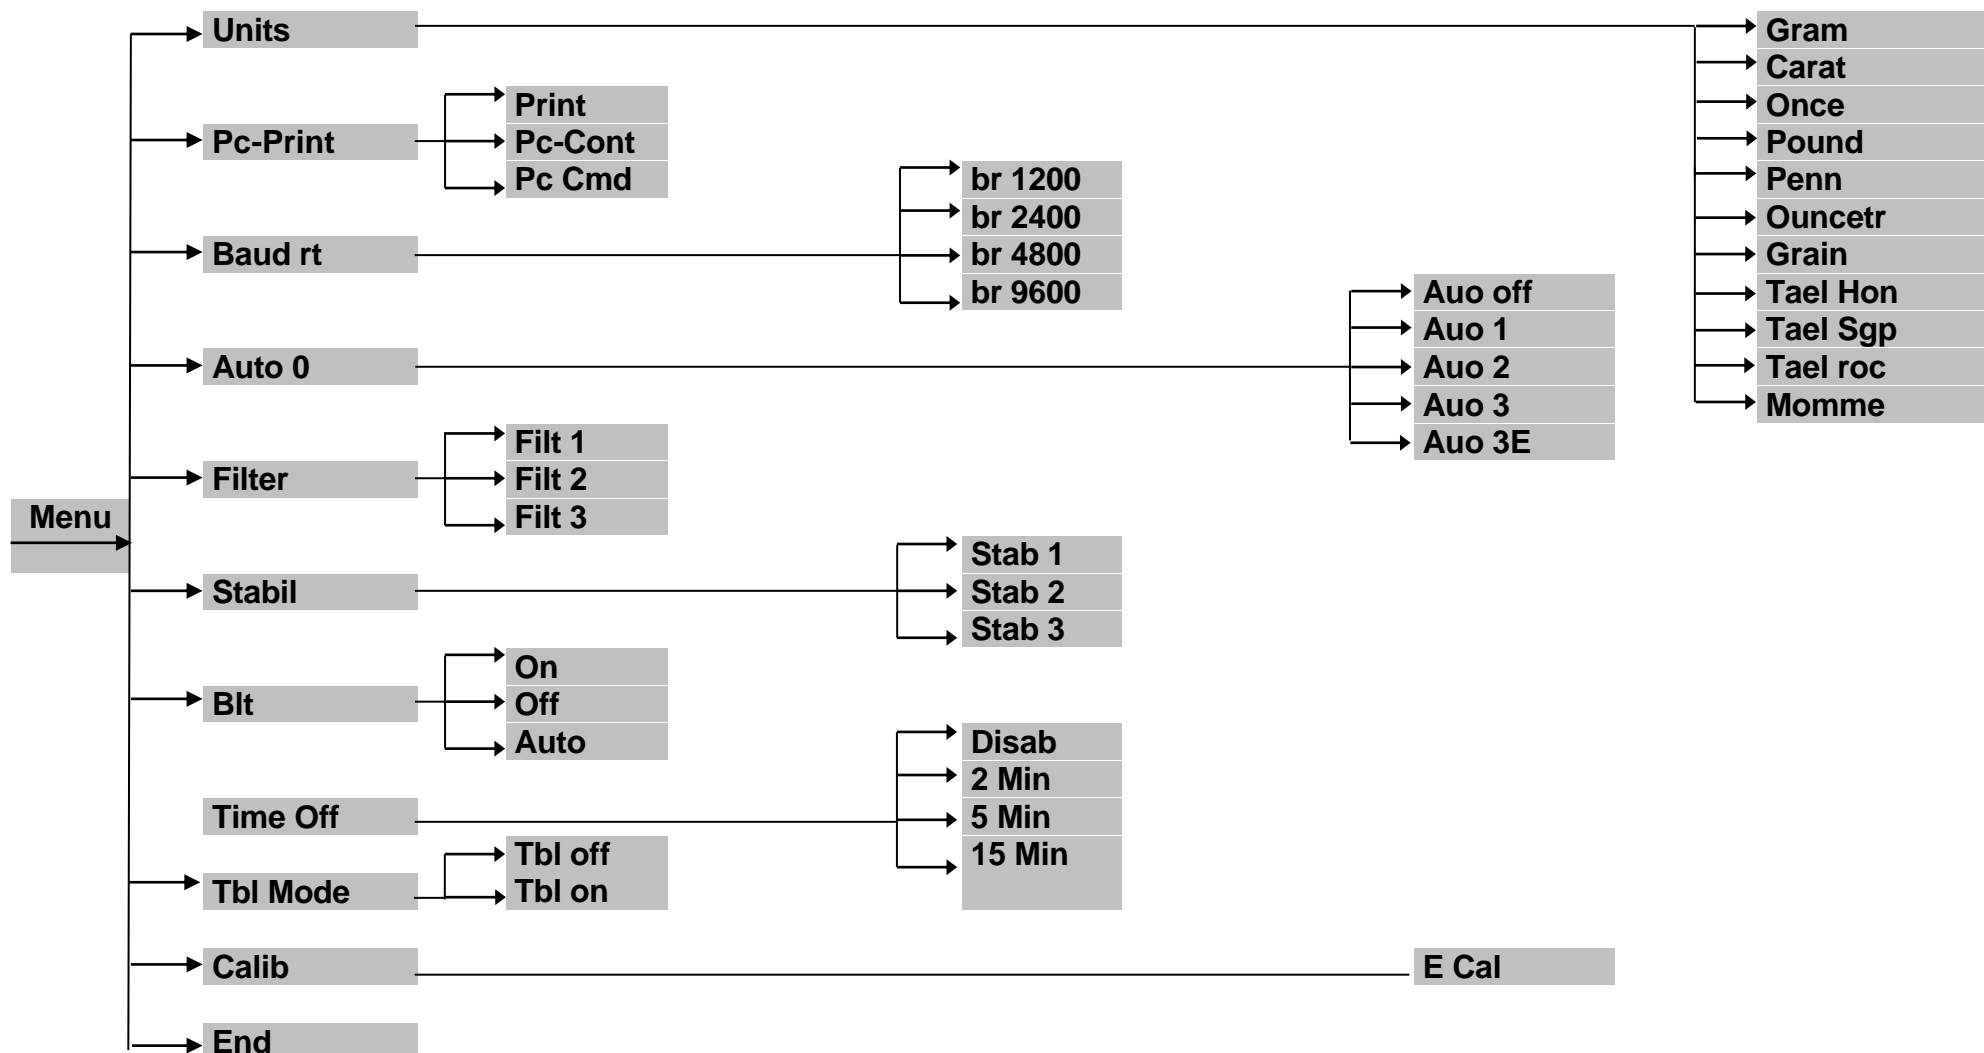 Menu
Units
Gram
Carat
Once
Pound
Penn
Ouncetr
Grain
Tael Hon
Tael Sgp
Tael roc
Momme
Pc-Print
Print
Pc-Cont
Pc Cmd
Baud rt
br 1200
br 2400
br 4800
br 9600
Auto 0
Auo off
Auo 1
Auo 2
Auo 3
Auo 3E
Filter
Filt 1
Filt 2
Filt 3
Stabil
Stab 1
Stab 2
Stab 3
Blt
On
Off
Auto
Time Off
Disab
2 Min
5 Min
15 Min
Tbl Mode
Tbl off
Tbl on
Calib
E Cal
End